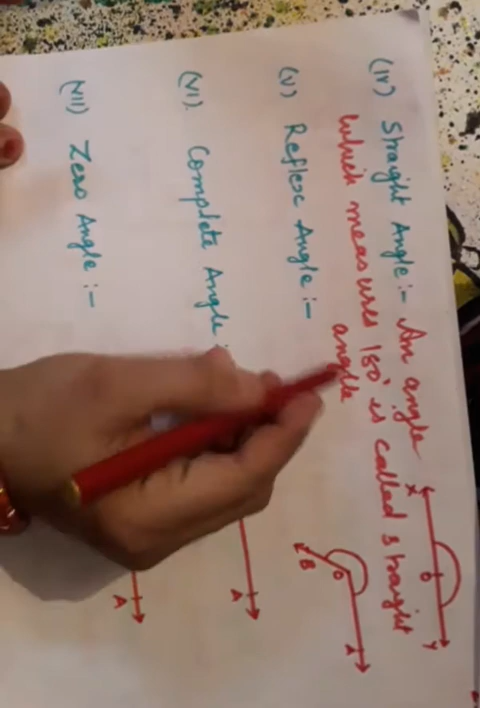 (iv) Straight Angle:- An angle
which measures 180° is called straight
angle
(v) Reflex Angle:-
(VI). Complete Angle:
(VII) Zero Angle:-
X O Y
B O A
A
A